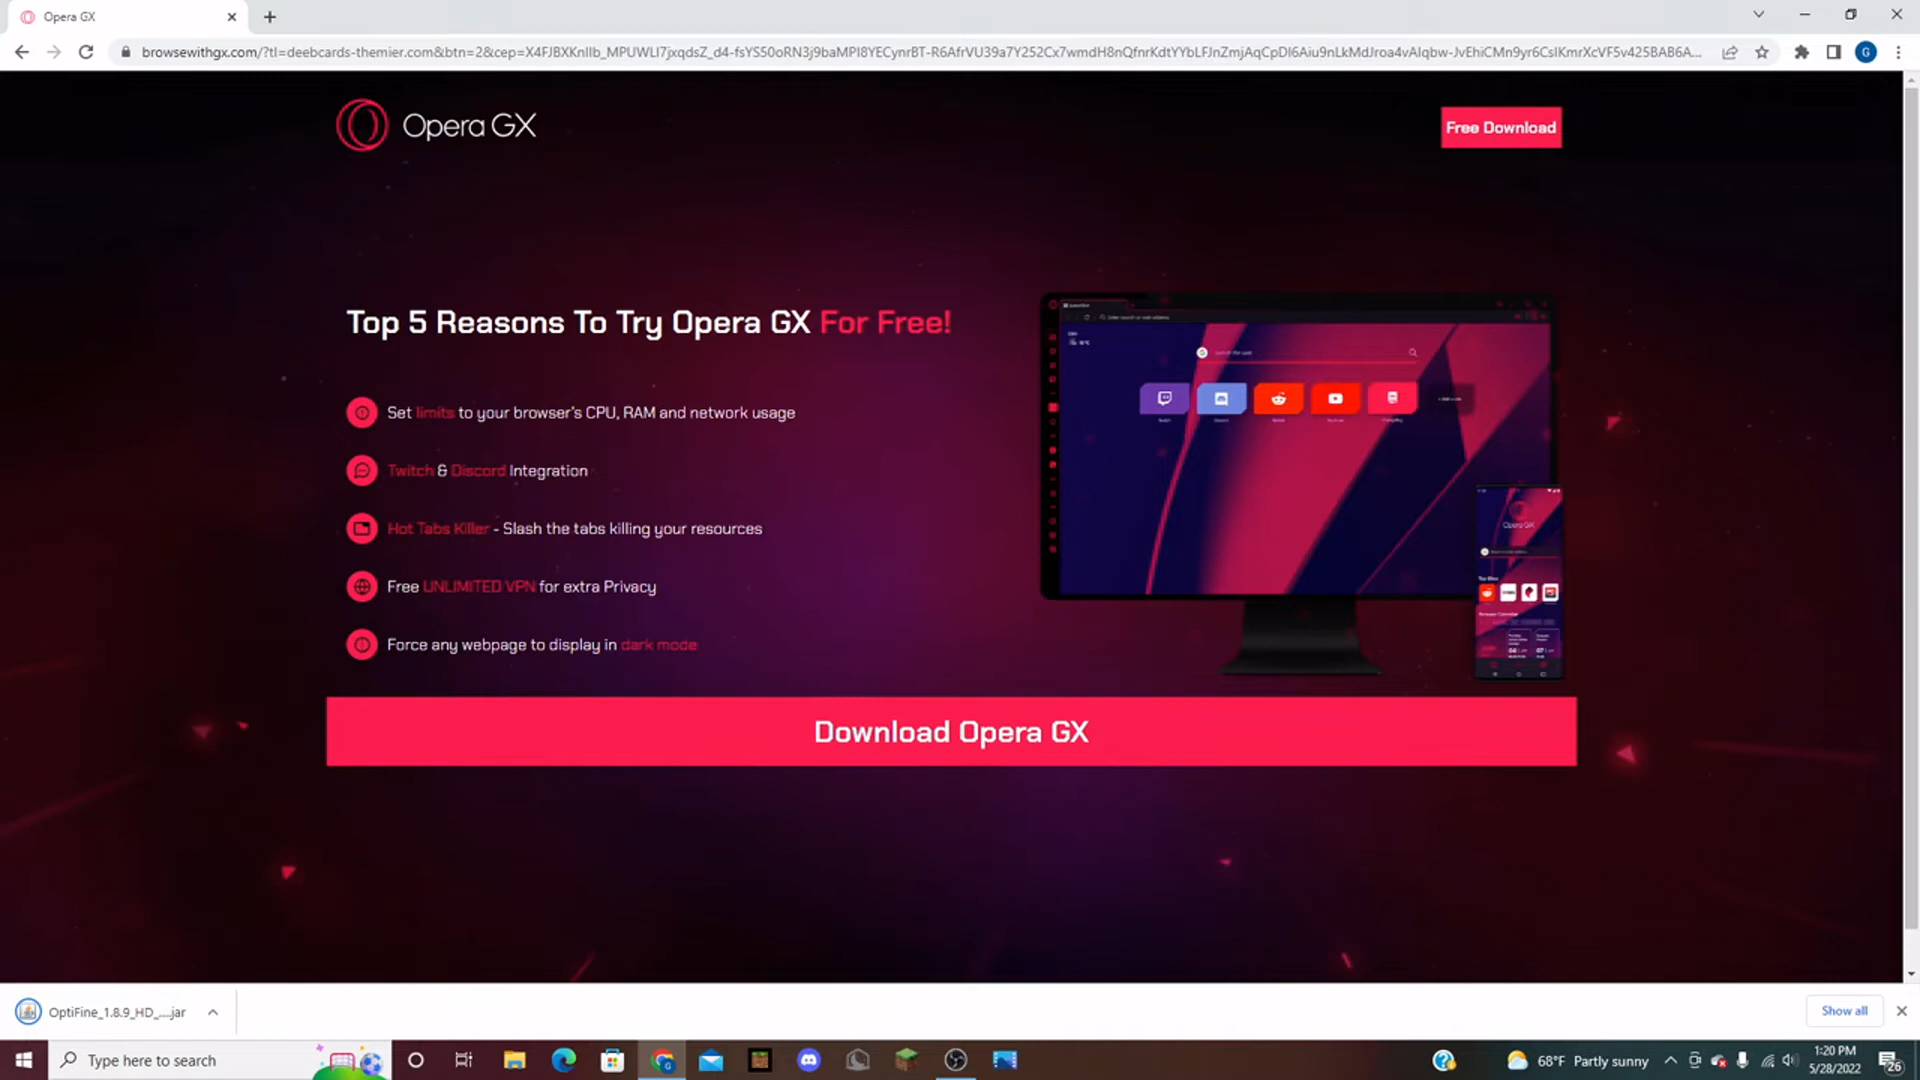 Opera GX
browsewithgx.com/?tl=deebcards-themier.com&btn=2&cep=
G
Opera GX
Free Download
Top 5 Reasons To Try Opera GX For Free!
Set limits to your browser's CPU, RAM and network usage
Twitch & Discord Integration
Hot Tabs Killer - Slash the tabs killing your resources
Free UNLIMITED VPN for extra Privacy
Force any webpage to display in dark mode
Opera GX
Download Opera GX
OptiFine_1.8.9_HD_....jar
Show all
Type here to search
68°F Partly sunny
1:20 PM
5/28/2022
26